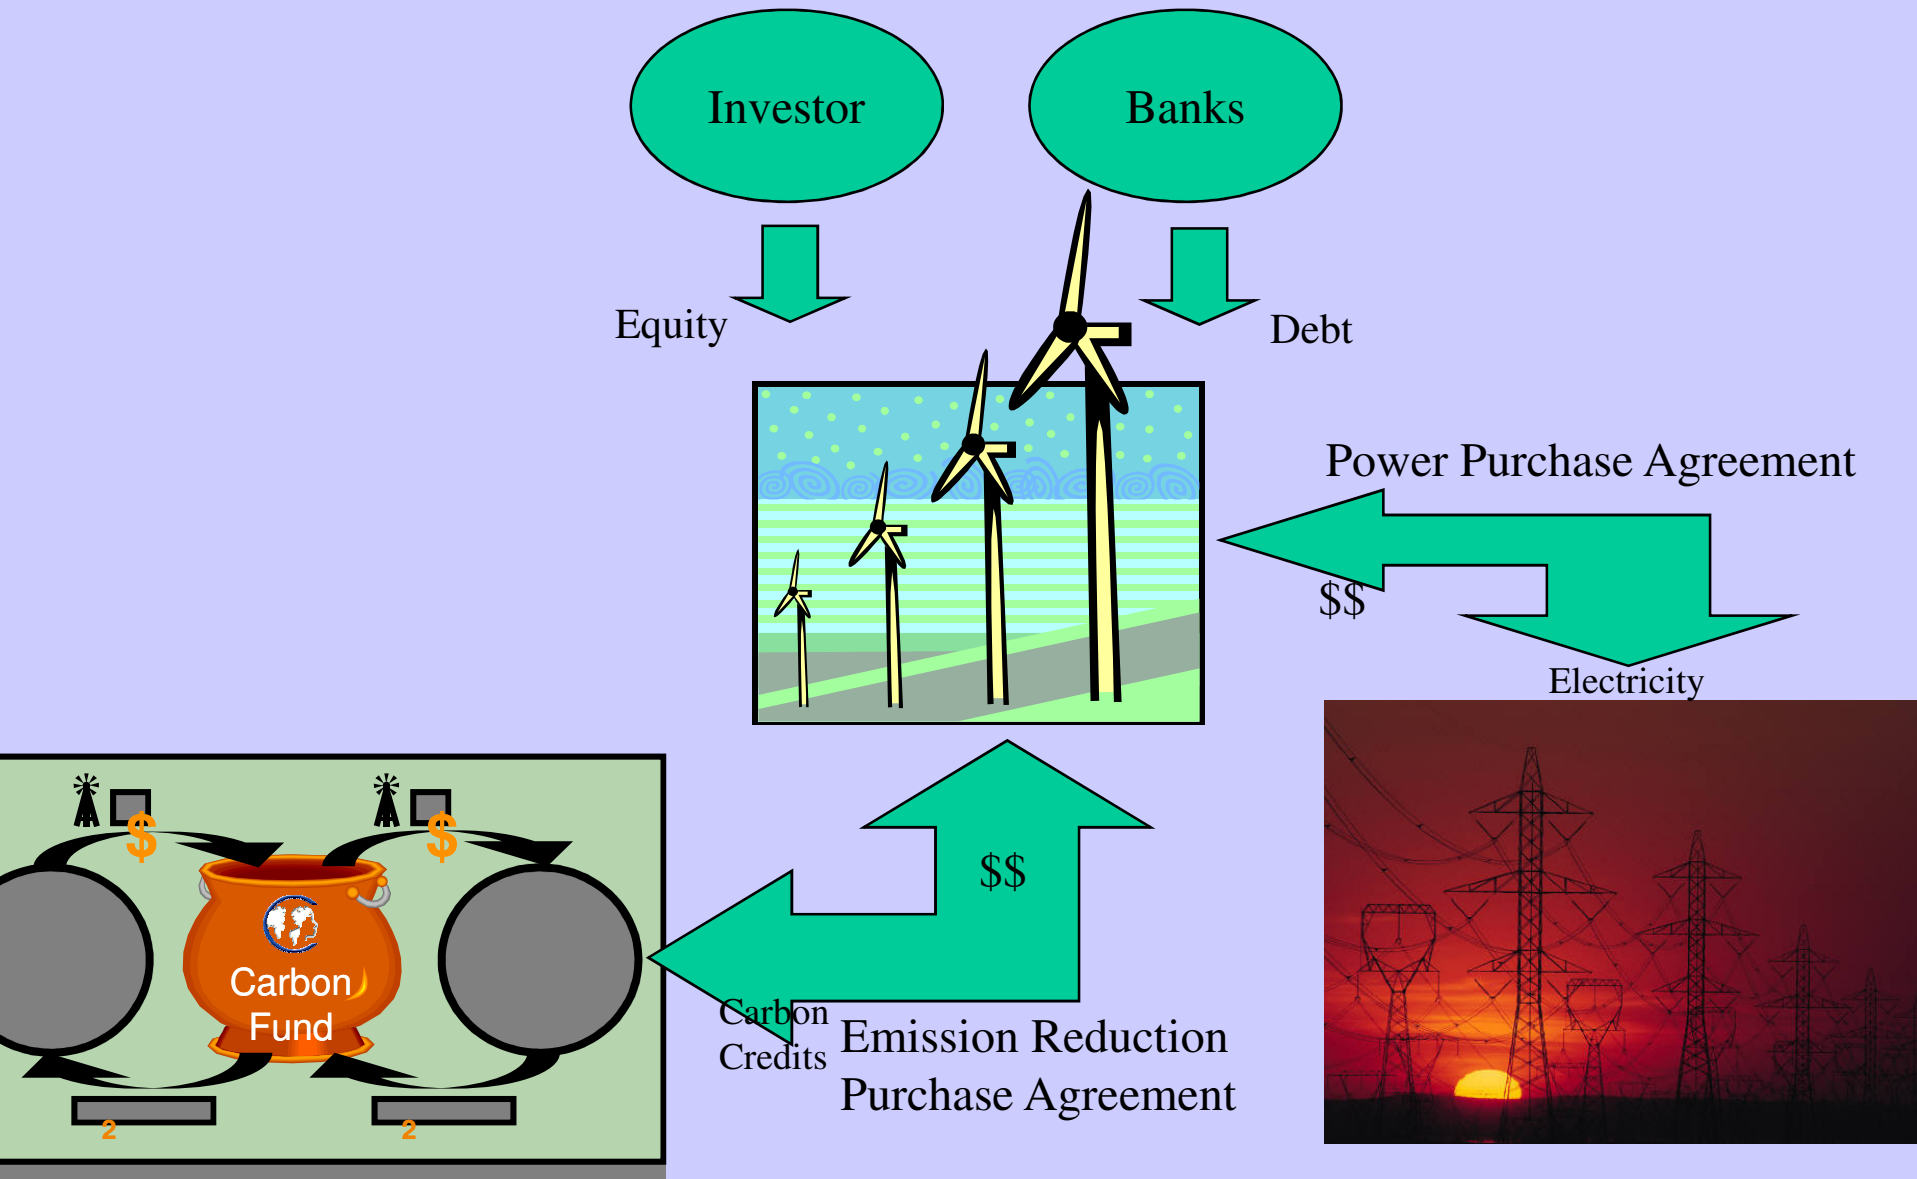 Investor
Banks
Equity
Debt
Power Purchase Agreement
$$
Electricity
$
$
$$
Carbon
Fund
Carbon
Credits
Emission Reduction
Purchase Agreement
2
2